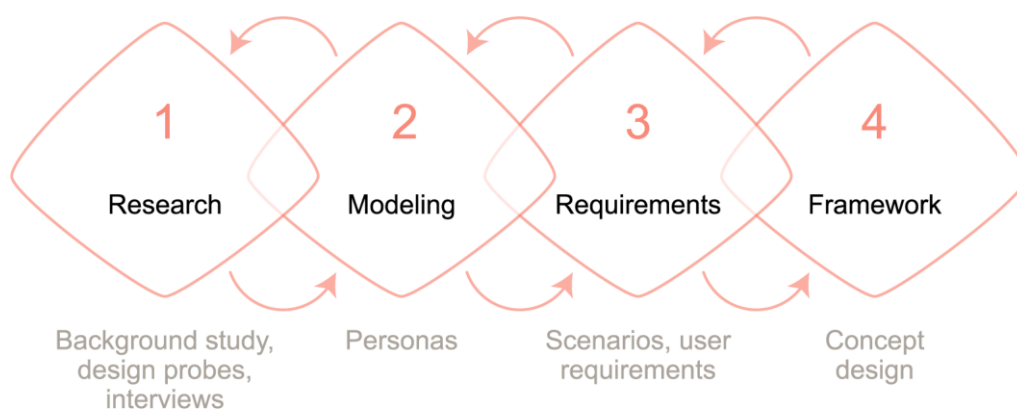 1
2
3
4
Research
Modeling
Requirements
Framework
Background study,
design probes,
interviews
Personas
Scenarios, user
requirements
Concept
design